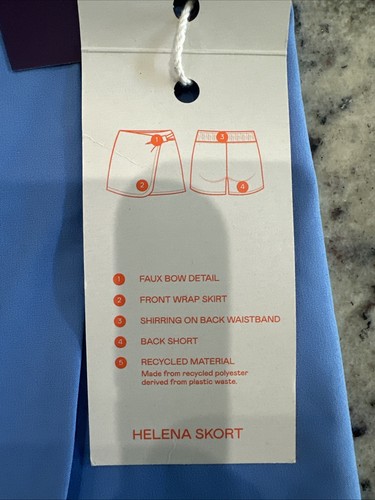 1
2
3
4
1 FAUX BOW DETAIL
2 FRONT WRAP SKIRT
3 SHIRRING ON BACK WAISTBAND
4 BACK SHORT
5 RECYCLED MATERIAL
Made from recycled polyester
derived from plastic waste.
HELENA SKORT